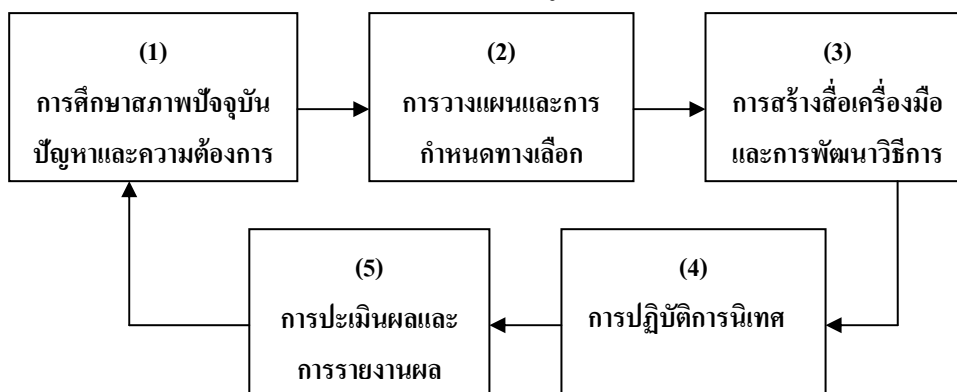 (1)
การศึกษาสภาพปัจจุบัน
ปัญหาและความต้องการ
(2)
การวางแผนและการ
กำหนดทางเลือก
(3)
การสร้างสื่อเครื่องมือ
และการพัฒนาวิธีการ
(5)
การปะเมินผลและ
การรายงานผล
(4)
การปฏิบัติการนิเทศ